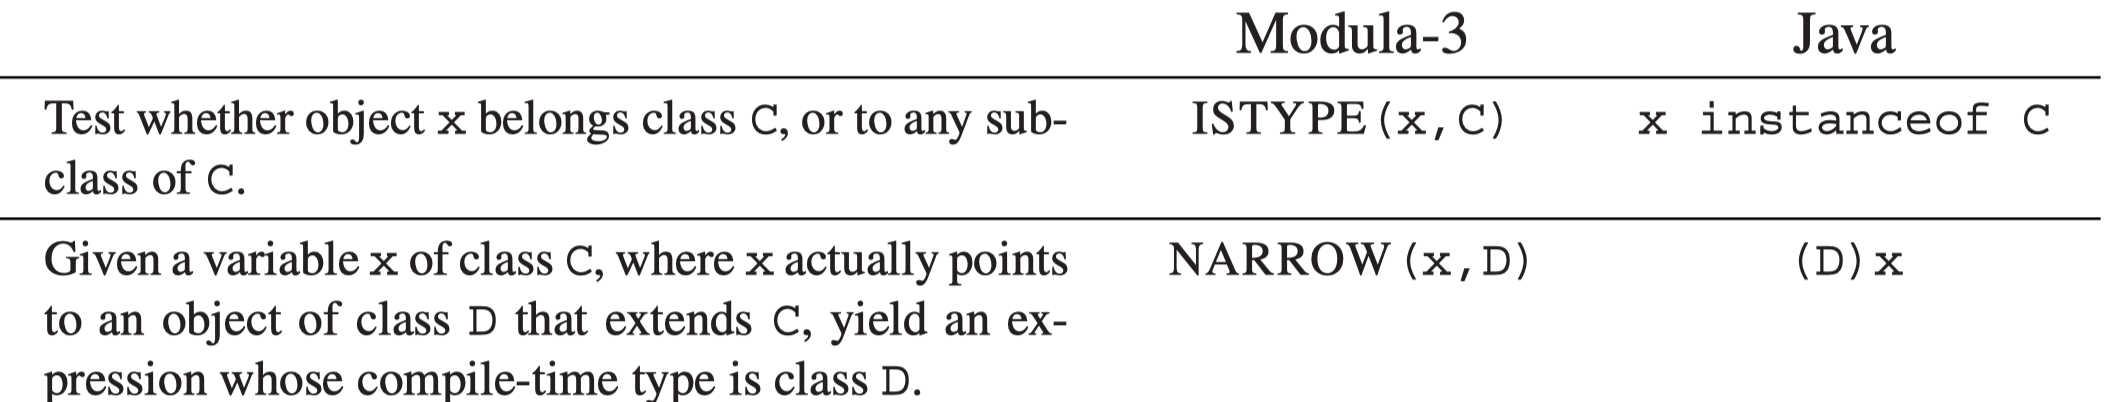 Modula-3 Java
Test whether object x belongs class C, or to any sub- ISTYPE(x,C) x instanceof C
class of C.
Given a variable x of class C, where x actually points NARROW(x,D) (D)x
to an object of class D that extends C, yield an ex-
pression whose compile-time type is class D.